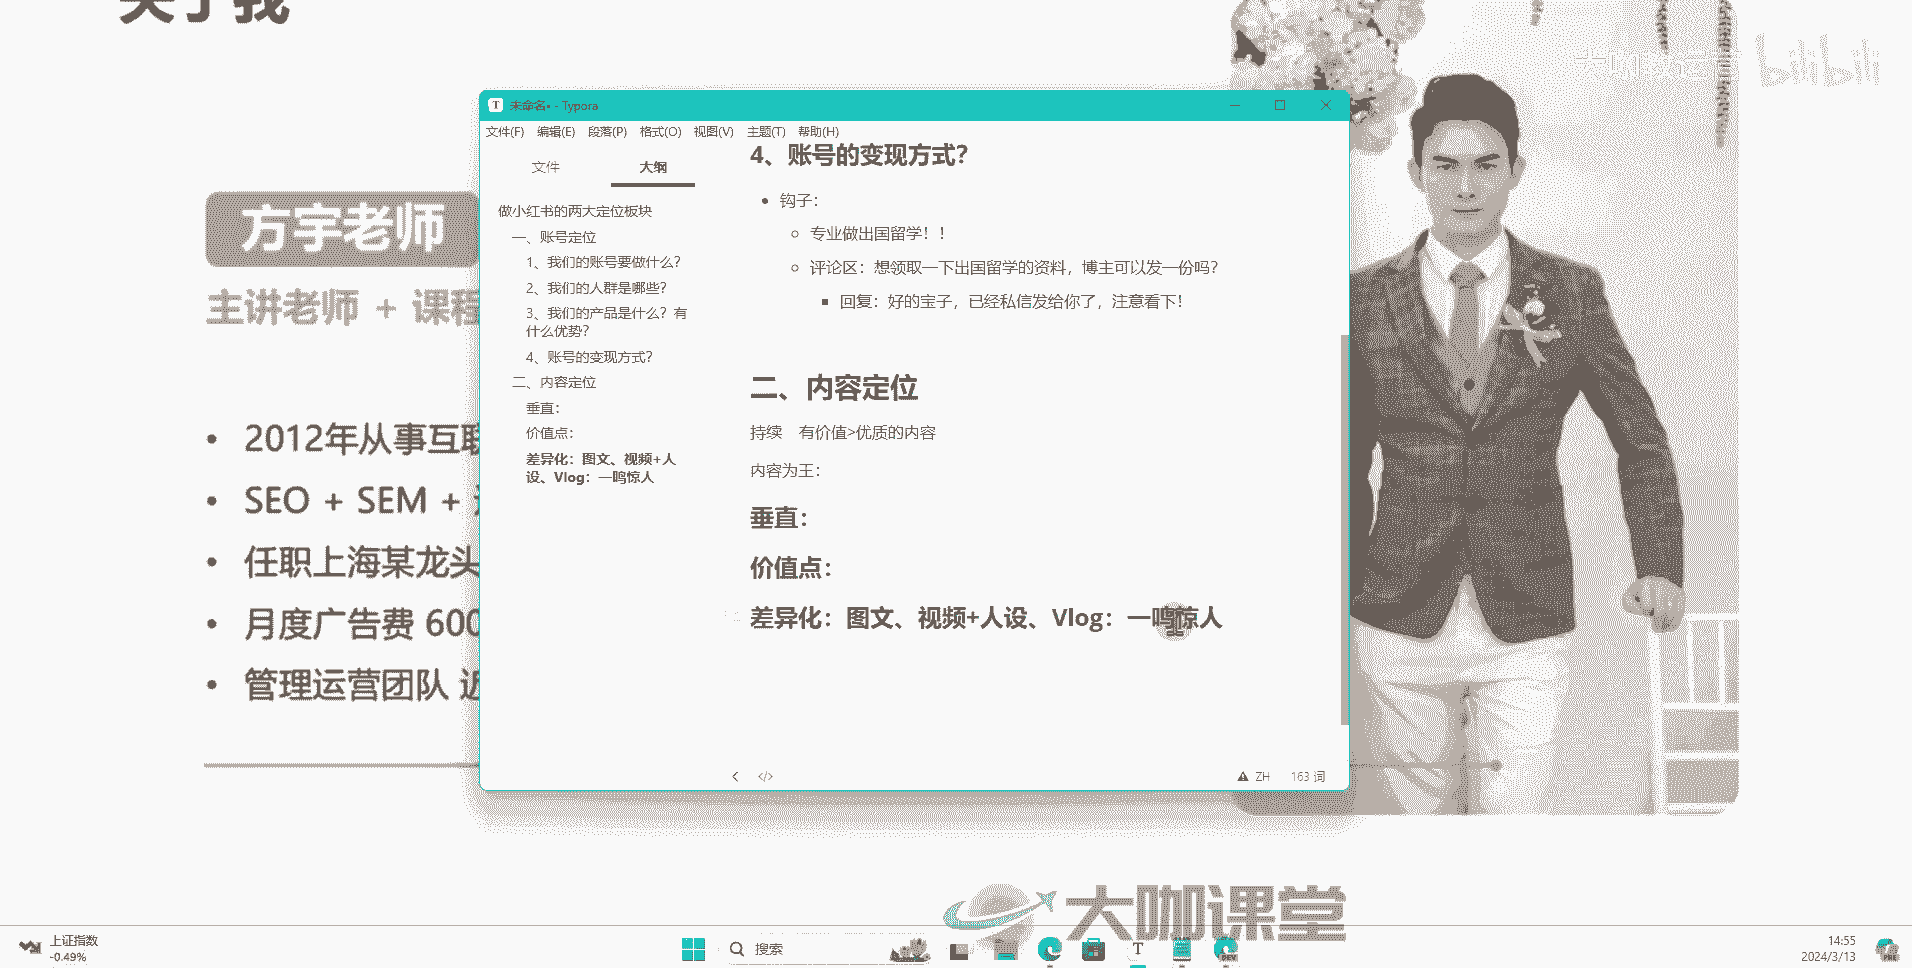 关于我
bilibili
方宇老师
主讲老师 + 课程
2012年从事互联
SEO + SEM +
任职上海某龙头
月度广告费 600
管理运营团队 近
未命名• - Typora
文件(F) 编辑(E) 段落(P) 格式(O) 视图(V) 主题(T) 帮助(H)
文件 大纲
做小红书的两大定位板块
一、账号定位
1、我们的账号要做什么？
2、我们的人群是哪些？
3、我们的产品是什么？有
什么优势？
4、账号的变现方式？
二、内容定位
垂直：
价值点：
差异化：图文、视频+人
设、Vlog：一鸣惊人
4、账号的变现方式？
钩子：
专业做出国留学！！
评论区：想领取一下出国留学的资料，博主可以发一份吗？
回复：好的宝子，已经私信发给你了，注意看下！
二、内容定位
持续 有价值>优质的内容
内容为王：
垂直：
价值点：
差异化：图文、视频+人设、Vlog：一鸣惊人
ZH 163 词
大咖课堂
上证指数
-0.49%
搜索
T
DEV
14:55
2024/3/13
PRE